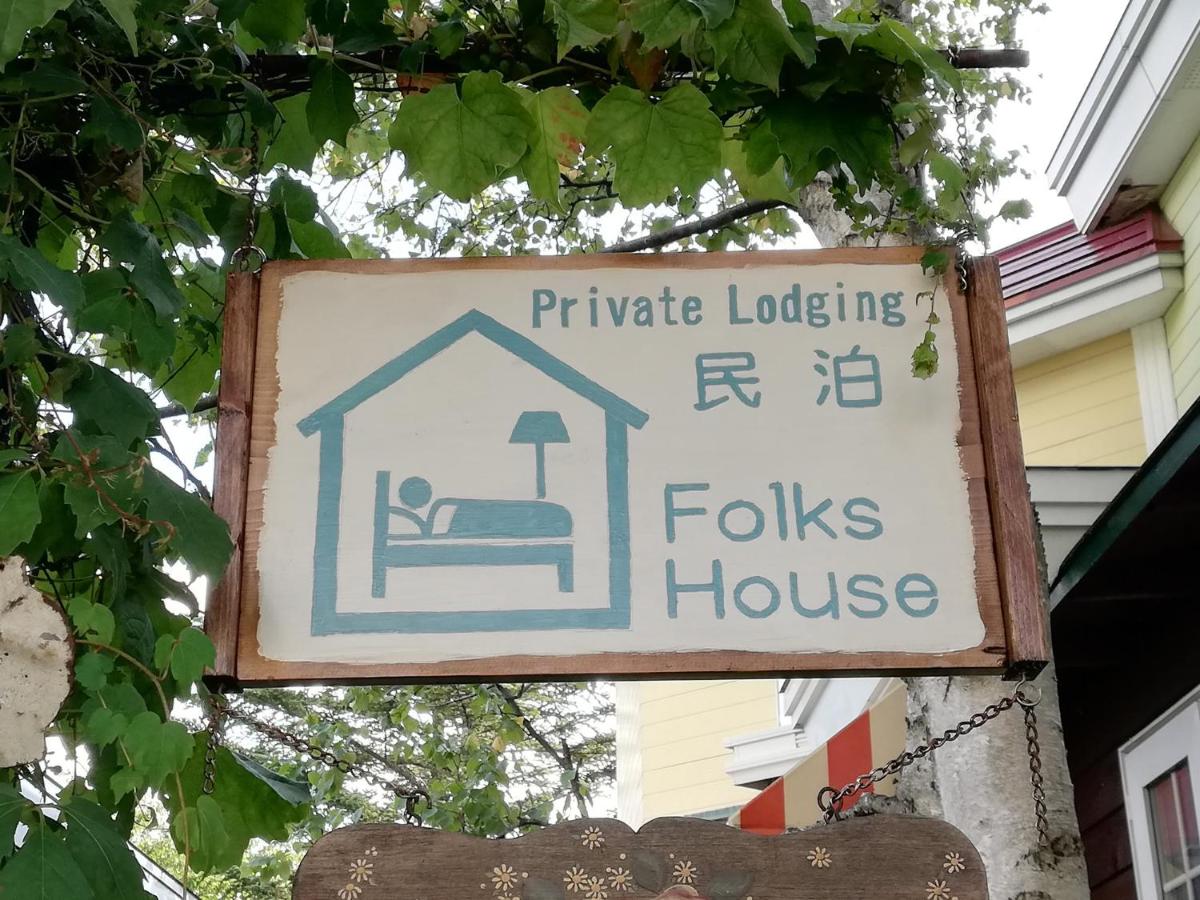 Private Lodging
民 泊
Folks
House